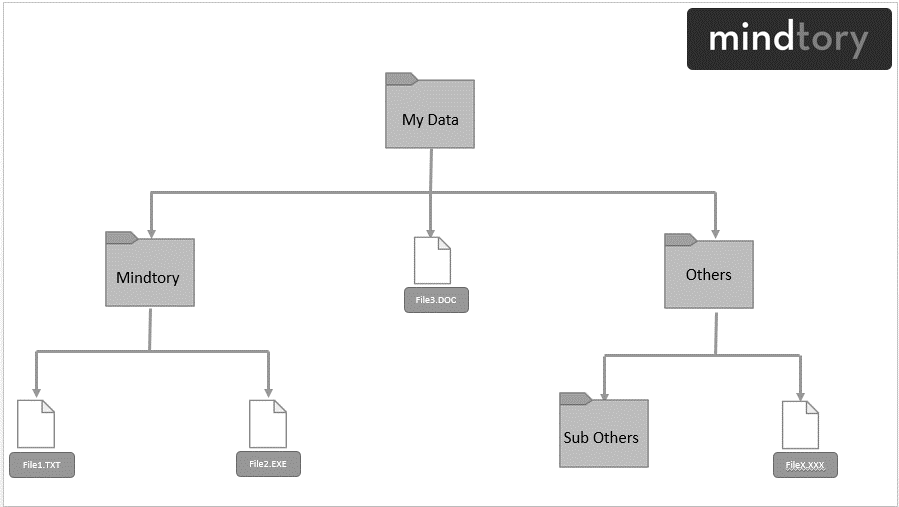 mindtory
My Data
Mindtory
File3.DOC
Others
File1.TXT
File2.EXE
Sub Others
FileX.XXX